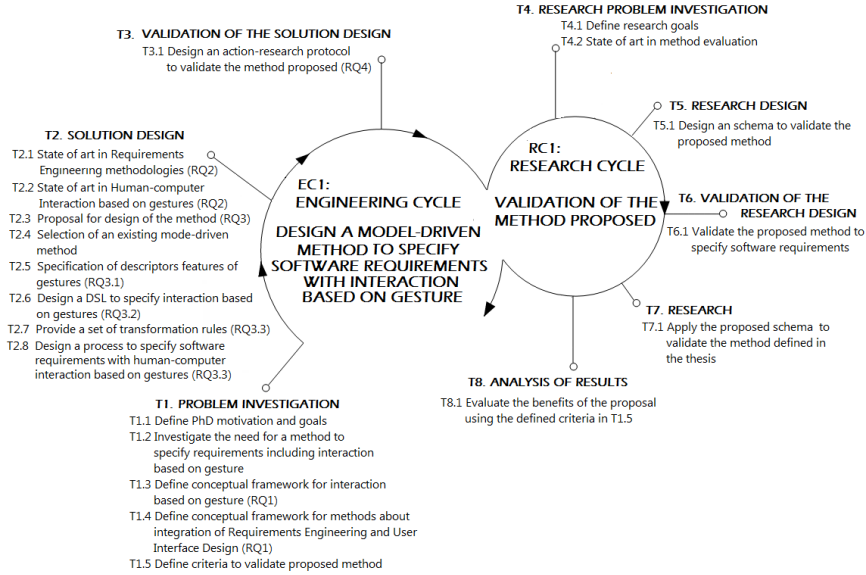 T3. VALIDATION OF THE SOLUTION DESIGN
T3.1 Design an action-research protocol
to validate the method proposed (RQ4)
T4. RESEARCH PROBLEM INVESTIGATION
T4.1 Define research goals
T4.2 State of art in method evaluation
T5. RESEARCH DESIGN
T5.1 Design an schema to validate the
proposed method
T6. VALIDATION OF THE
RESEARCH DESIGN
T6.1 Validate the proposed method to
specify software requirements
T7. RESEARCH
T7.1 Apply the proposed schema to
validate the method defined in
the thesis
T8. ANALYSIS OF RESULTS
T8.1 Evaluate the benefits of the proposal
using the defined criteria in T1.5
RC1:
RESEARCH CYCLE
VALIDATION OF THE
METHOD PROPOSED
EC1:
ENGINEERING CYCLE
DESIGN A MODEL-DRIVEN
METHOD TO SPECIFY
SOFTWARE REQUIREMENTS
WITH INTERACTION
BASED ON GESTURE
T2. SOLUTION DESIGN
T2.1 State of art in Requirements
Engineering methodologies (RQ2)
T2.2 State of art in Human-computer
Interaction based on gestures (RQ2)
T2.3 Proposal for design of the method (RQ3)
T2.4 Selection of an existing mode-driven
method
T2.5 Specification of descriptors features of
gestures (RQ3.1)
T2.6 Design a DSL to specify interaction based
on gestures (RQ3.2)
T2.7 Provide a set of transformation rules (RQ3.3)
T2.8 Design a process to specify software
requirements with human-computer
interaction based on gestures (RQ3.3)
T1. PROBLEM INVESTIGATION
T1.1 Define PhD motivation and goals
T1.2 Investigate the need for a method to
specify requirements including interaction
based on gesture
T1.3 Define conceptual framework for interaction
based on gesture (RQ1)
T1.4 Define conceptual framework for methods about
integration of Requirements Engineering and User
Interface Design (RQ1)
T1.5 Define criteria to validate proposed method